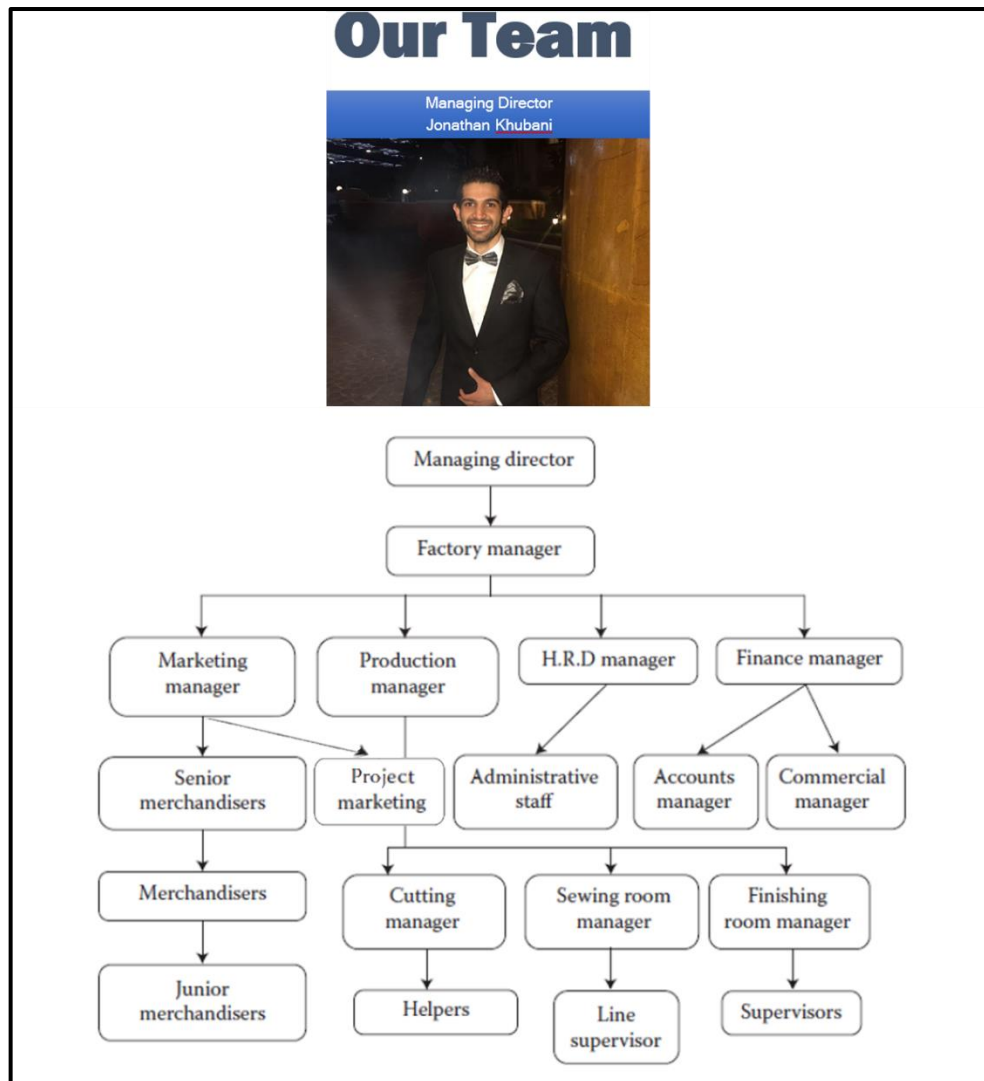 Our Team
Managing Director
Jonathan Khubani
Managing director
Factory manager
Marketing
manager
Production
manager
H.R.D manager
Finance manager
Senior
merchandisers
Project
marketing
Administrative
staff
Accounts
manager
Commercial
manager
Merchandisers
Cutting
manager
Sewing room
manager
Finishing
room manager
Junior
merchandisers
Helpers
Line
supervisor
Supervisors